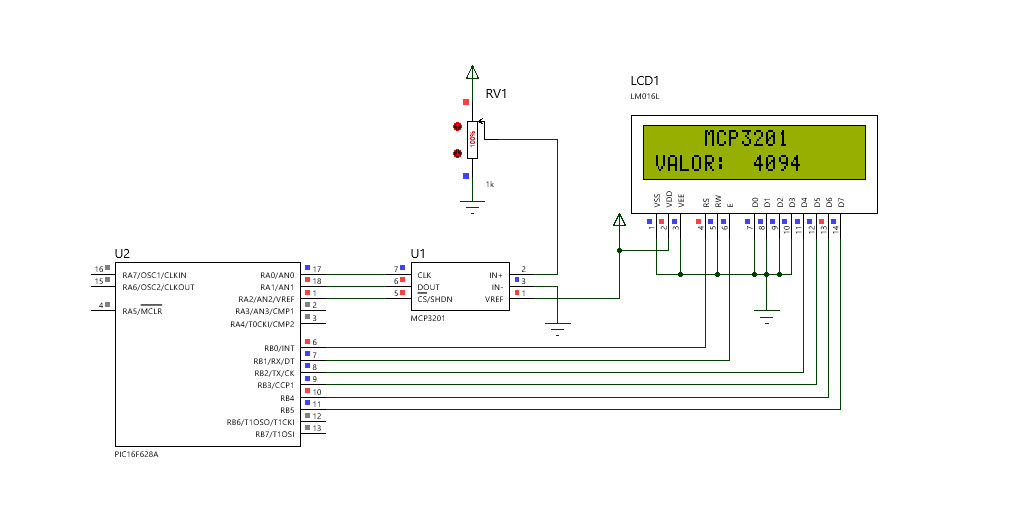 RV1
100%
1k
LCD1
LM016L
MCP3201
VALOR: 4094
VSS
VDD
VEE
RS
RW
E
D0
D1
D2
D3
D4
D5
D6
D7
1
2
3
4
5
6
7
8
9
10
11
12
13
14
U2
16 RA7/OSC1/CLKIN
15 RA6/OSC2/CLKOUT
4 RA5/MCLR
RA0/AN0 17
RA1/AN1 18
RA2/AN2/VREF 1
RA3/AN3/CMP1 2
RA4/T0CKI/CMP2 3
RB0/INT 6
RB1/RX/DT 7
RB2/TX/CK 8
RB3/CCP1 9
RB4 10
RB5 11
RB6/T1OSO/T1CKI 12
RB7/T1OSI 13
PIC16F628A
U1
7 CLK IN+ 2
6 DOUT IN- 3
5 CS/SHDN VREF 1
MCP3201